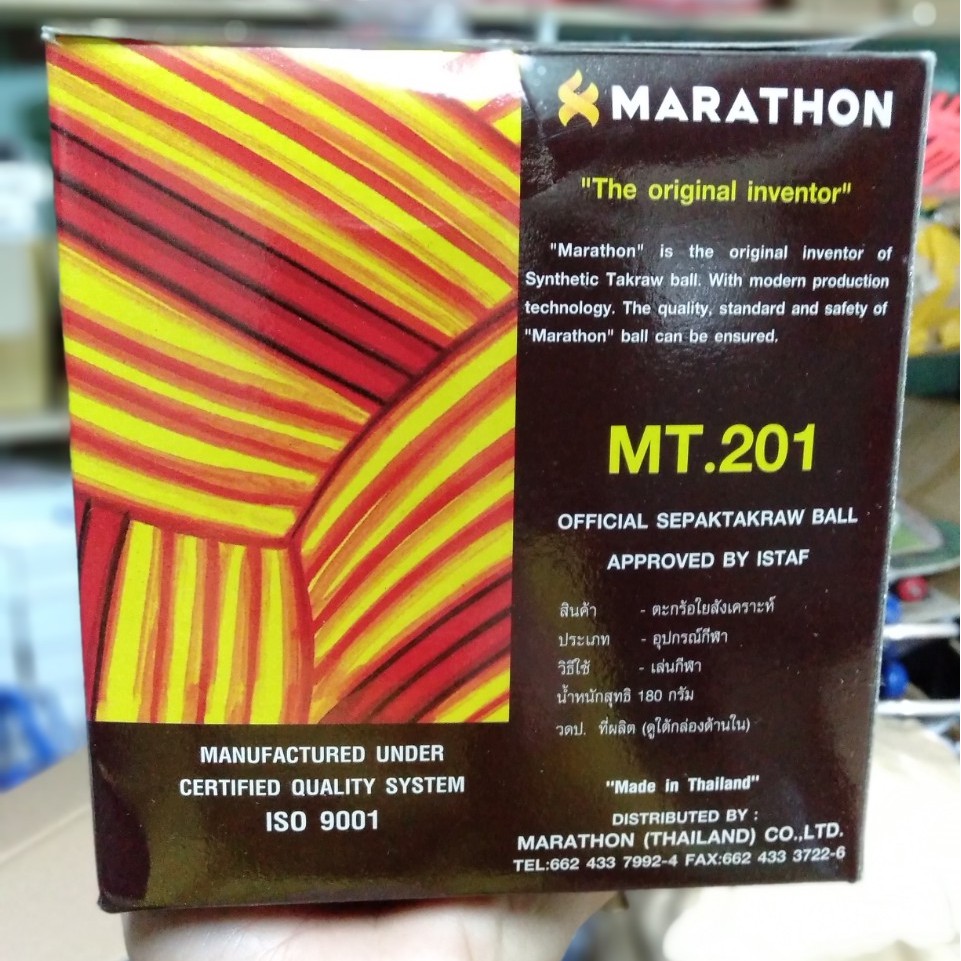 MARATHON
"The original inventor"
"Marathon" is the original inventor of
Synthetic Takraw ball. With modern production
technology. The quality, standard and safety of
"Marathon" ball can be ensured.
MT.201
OFFICIAL SEPAKTAKRAW BALL
APPROVED BY ISTAF
สินค้า - ตะกร้อใยสังเคราะห์
ประเภท - อุปกรณ์กีฬา
วิธีใช้ - เล่นกีฬา
น้ำหนักสุทธิ 180 กรัม
วดป. ที่ผลิต (ดูใต้กล่องด้านใน)
"Made in Thailand"
DISTRIBUTED BY :
MARATHON (THAILAND) CO.,LTD.
TEL:662 433 7992-4 FAX:662 433 3722-6
MANUFACTURED UNDER
CERTIFIED QUALITY SYSTEM
ISO 9001